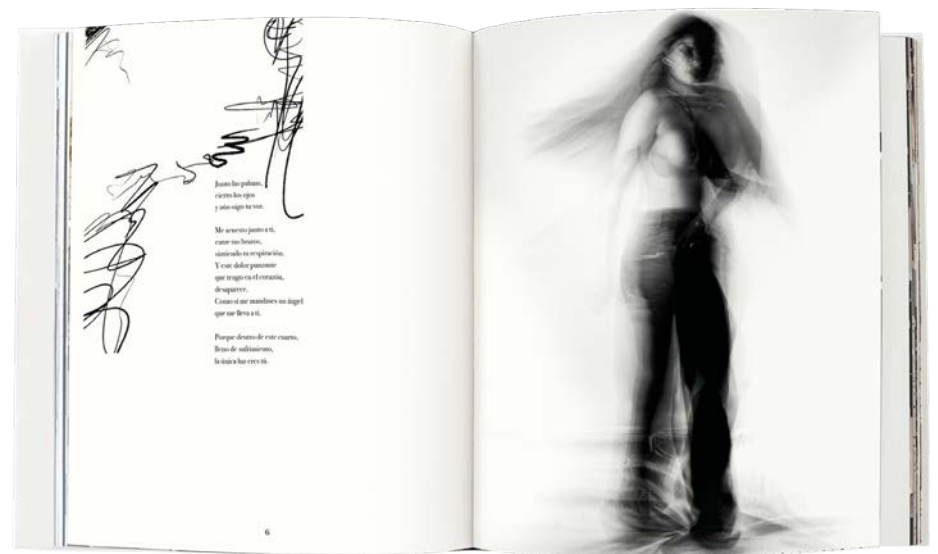 Junto las palmas,
cierro los ojos
y aún oigo tu voz.
Me acuesto junto a ti,
entre tus brazos,
sintiendo tu respiración.
Y este dolor punzante
que tengo en el corazón,
desaparece.
Como si me mandases un ángel
que me lleva a ti.
Porque dentro de este cuarto,
lleno de sufrimiento,
la única luz eres tú.
6